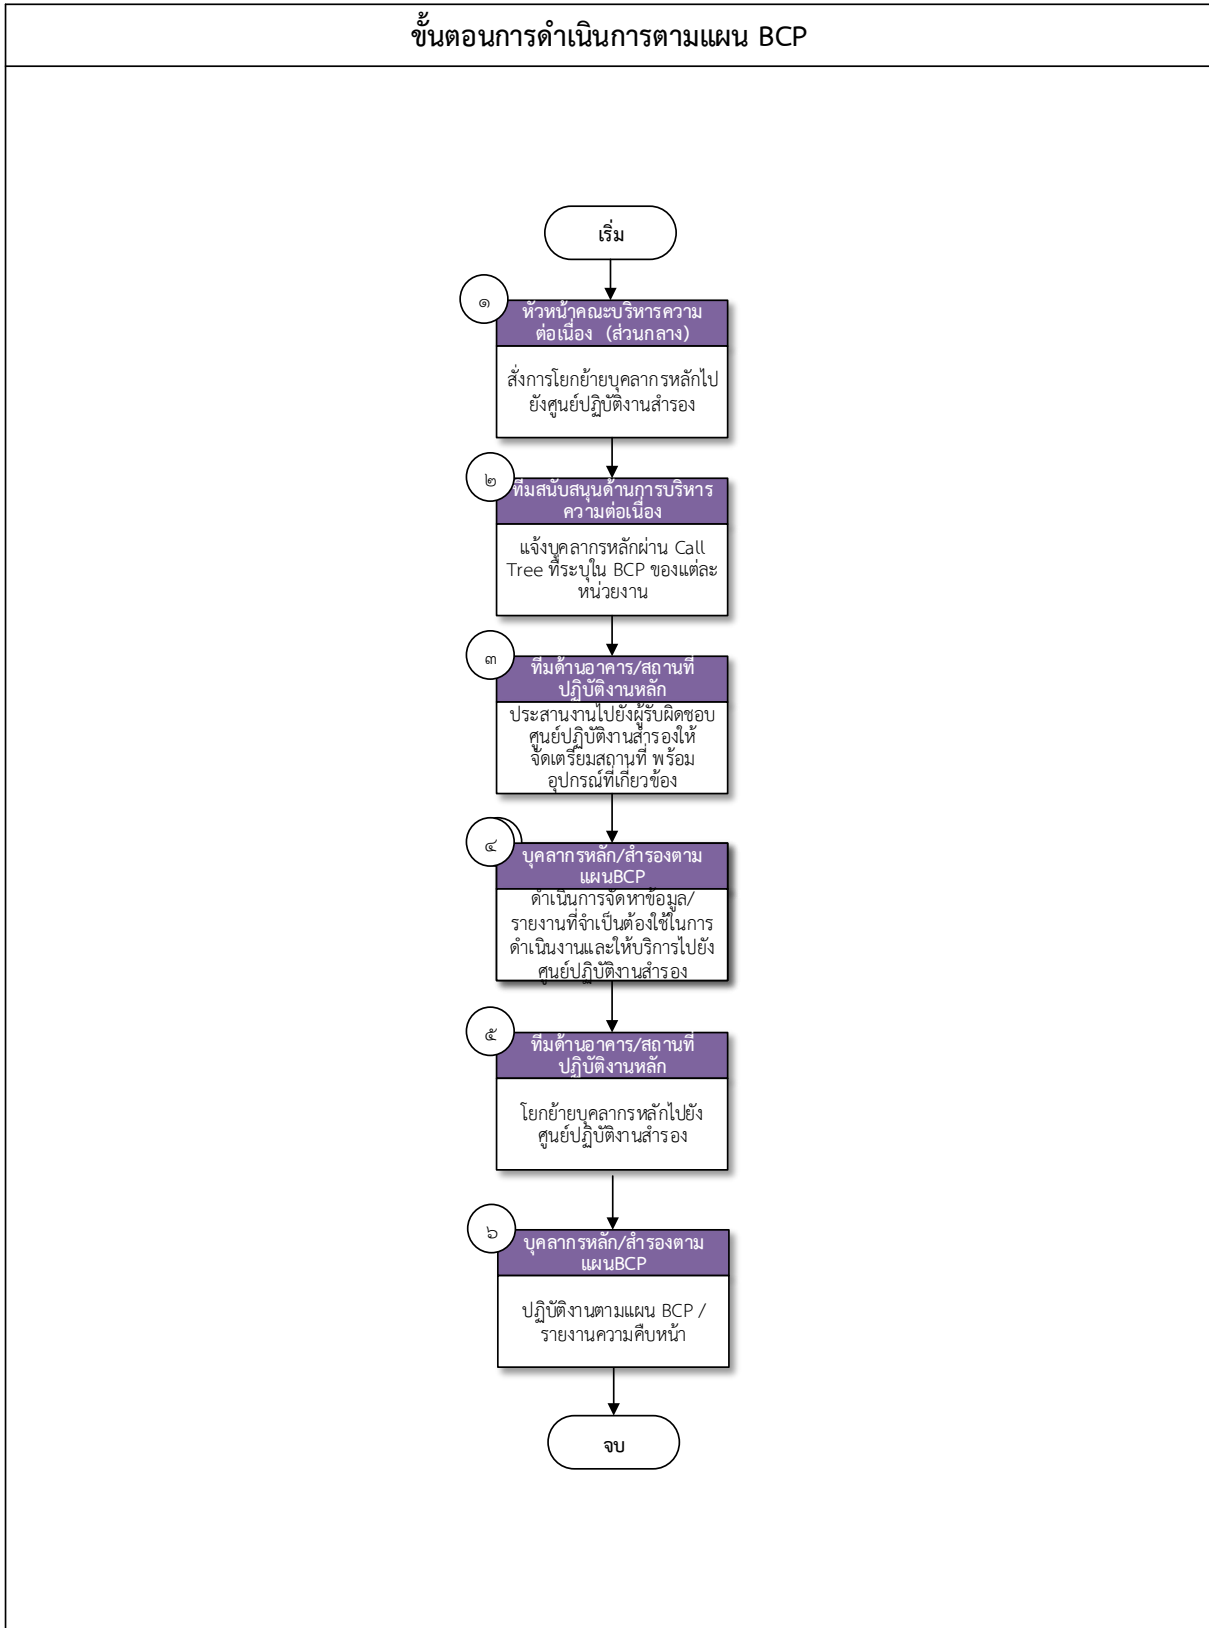 ขั้นตอนการดำเนินการตามแผน BCP
เริ่ม
๑
หัวหน้าคณะบริหารความ
ต่อเนื่อง (ส่วนกลาง)
สั่งการโยกย้ายบุคลากรหลักไป
ยังศูนย์ปฏิบัติงานสำรอง
๒
ทีมสนับสนุนด้านการบริหาร
ความต่อเนื่อง
แจ้งบุคลากรหลักผ่าน Call
Tree ที่ระบุใน BCP ของแต่ละ
หน่วยงาน
๓
ทีมด้านอาคาร/สถานที่
ปฏิบัติงานหลัก
ประสานงานไปยังผู้รับผิดชอบ
ศูนย์ปฏิบัติงานสำรองให้
จัดเตรียมสถานที่ พร้อม
อุปกรณ์ที่เกี่ยวข้อง
๔
บุคลากรหลัก/สำรองตาม
แผนBCP
ดำเนินการจัดหาข้อมูล/
รายงานที่จำเป็นต้องใช้ในการ
ดำเนินงานและให้บริการไปยัง
ศูนย์ปฏิบัติงานสำรอง
๕
ทีมด้านอาคาร/สถานที่
ปฏิบัติงานหลัก
โยกย้ายบุคลากรหลักไปยัง
ศูนย์ปฏิบัติงานสำรอง
๖
บุคลากรหลัก/สำรองตาม
แผนBCP
ปฏิบัติงานตามแผน BCP /
รายงานความคืบหน้า
จบ